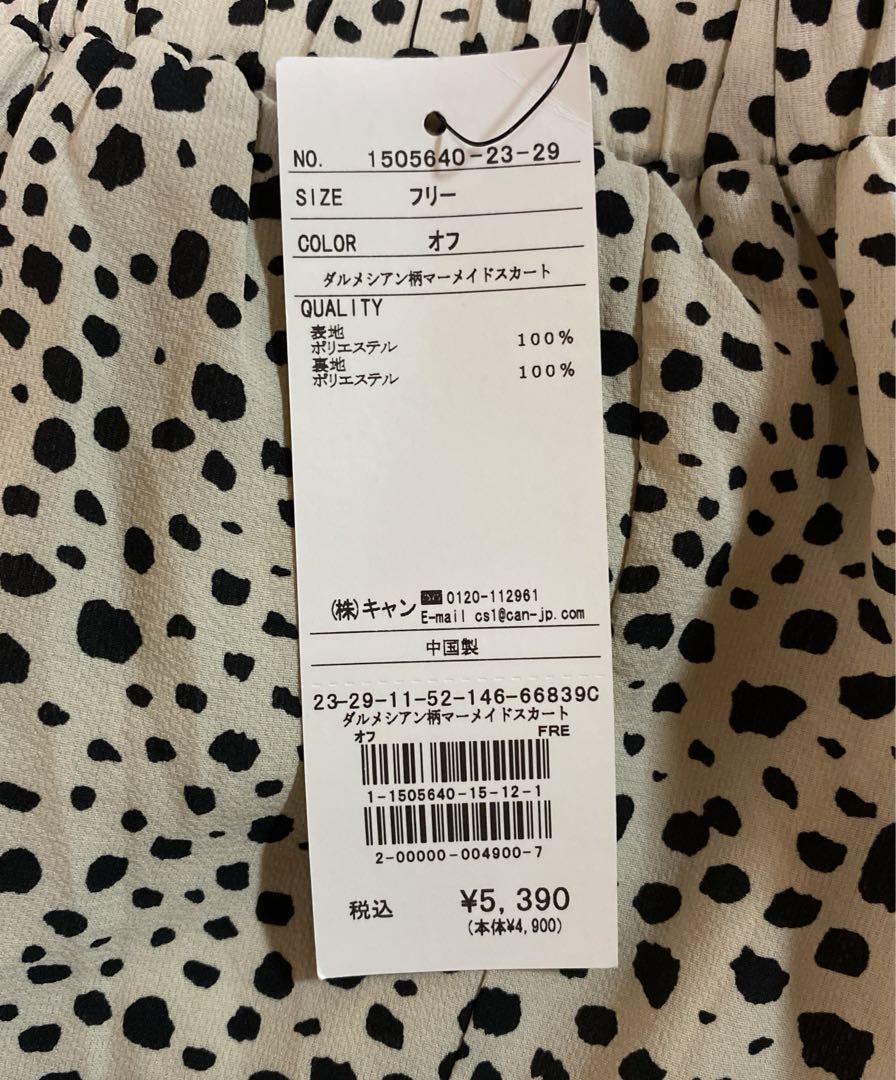 NO. 1505640-23-29
SIZE フリー
COLOR オフ
ダルメシアン柄マーメイドスカート
QUALITY
表地
ポリエステル 100%
裏地
ポリエステル 100%
(株)キャン 0120-112961
E-mail cs1@can-jp.com
中国製
23-29-11-52-146-66839C
ダルメシアン柄マーメイドスカート
オフ FRE
1-1505640-15-12-1
2-00000-004900-7
税込 ¥5,390
(本体¥4,900)